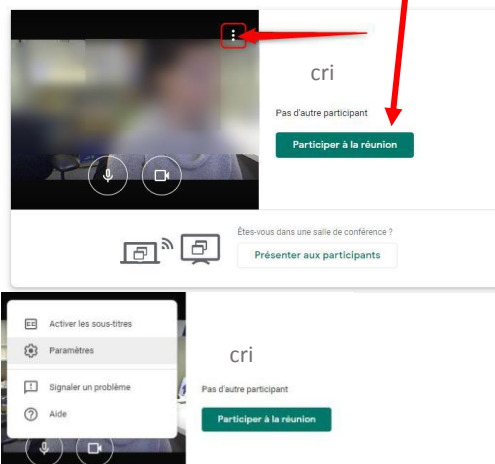 cri
Pas d'autre participant
Participer à la réunion
Êtes-vous dans une salle de conférence ?
Présenter aux participants
CC Activer les sous-titres
Paramètres
Signaler un problème
Aide
cri
Pas d'autre participant
Participer à la réunion